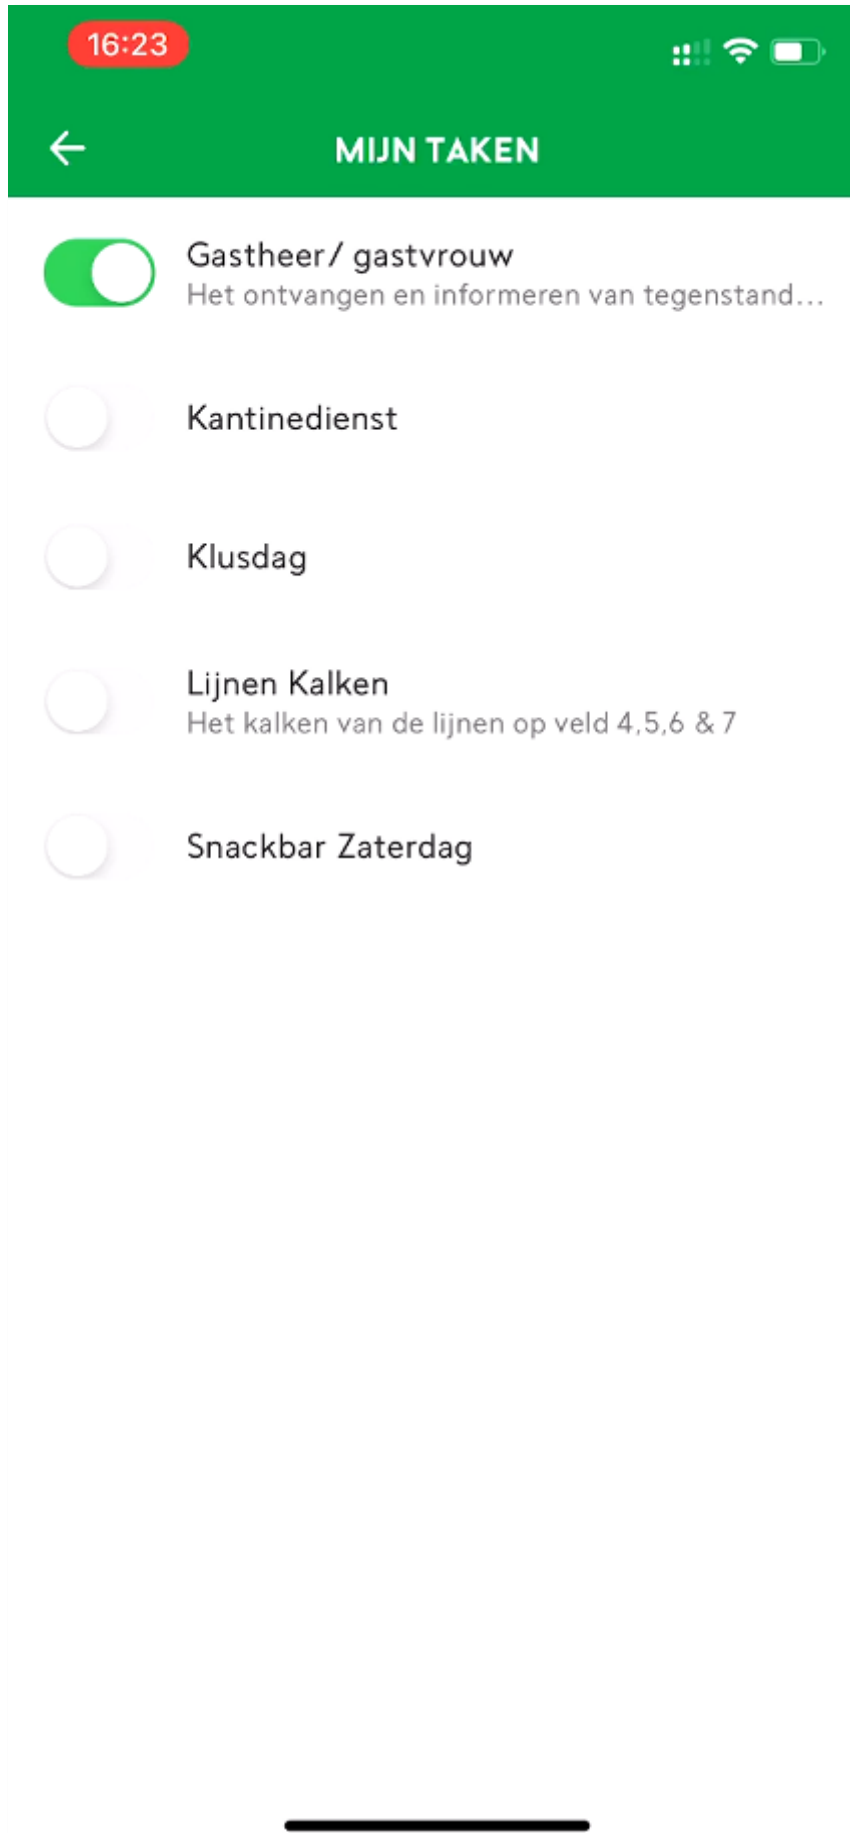 16:23
MIJN TAKEN
Gastheer/ gastvrouw
Het ontvangen en informeren van tegenstand...
Kantinedienst
Klusdag
Lijnen Kalken
Het kalken van de lijnen op veld 4,5,6 & 7
Snackbar Zaterdag